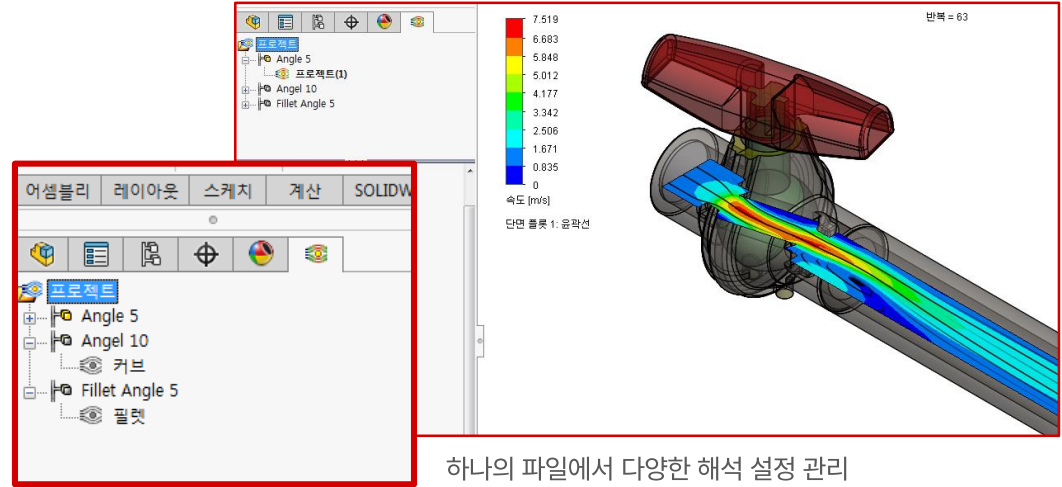 프로젝트
Angle 5
프로젝트(1)
Angel 10
Fillet Angle 5
7.519
6.683
5.848
5.012
4.177
3.342
2.506
1.671
0.835
0
속도 [m/s]
단면 플롯 1: 윤곽선
반복 = 63
어셈블리 레이아웃 스케치 계산 SOLIDW
프로젝트
Angle 5
Angel 10
커브
Fillet Angle 5
필렛
하나의 파일에서 다양한 해석 설정 관리